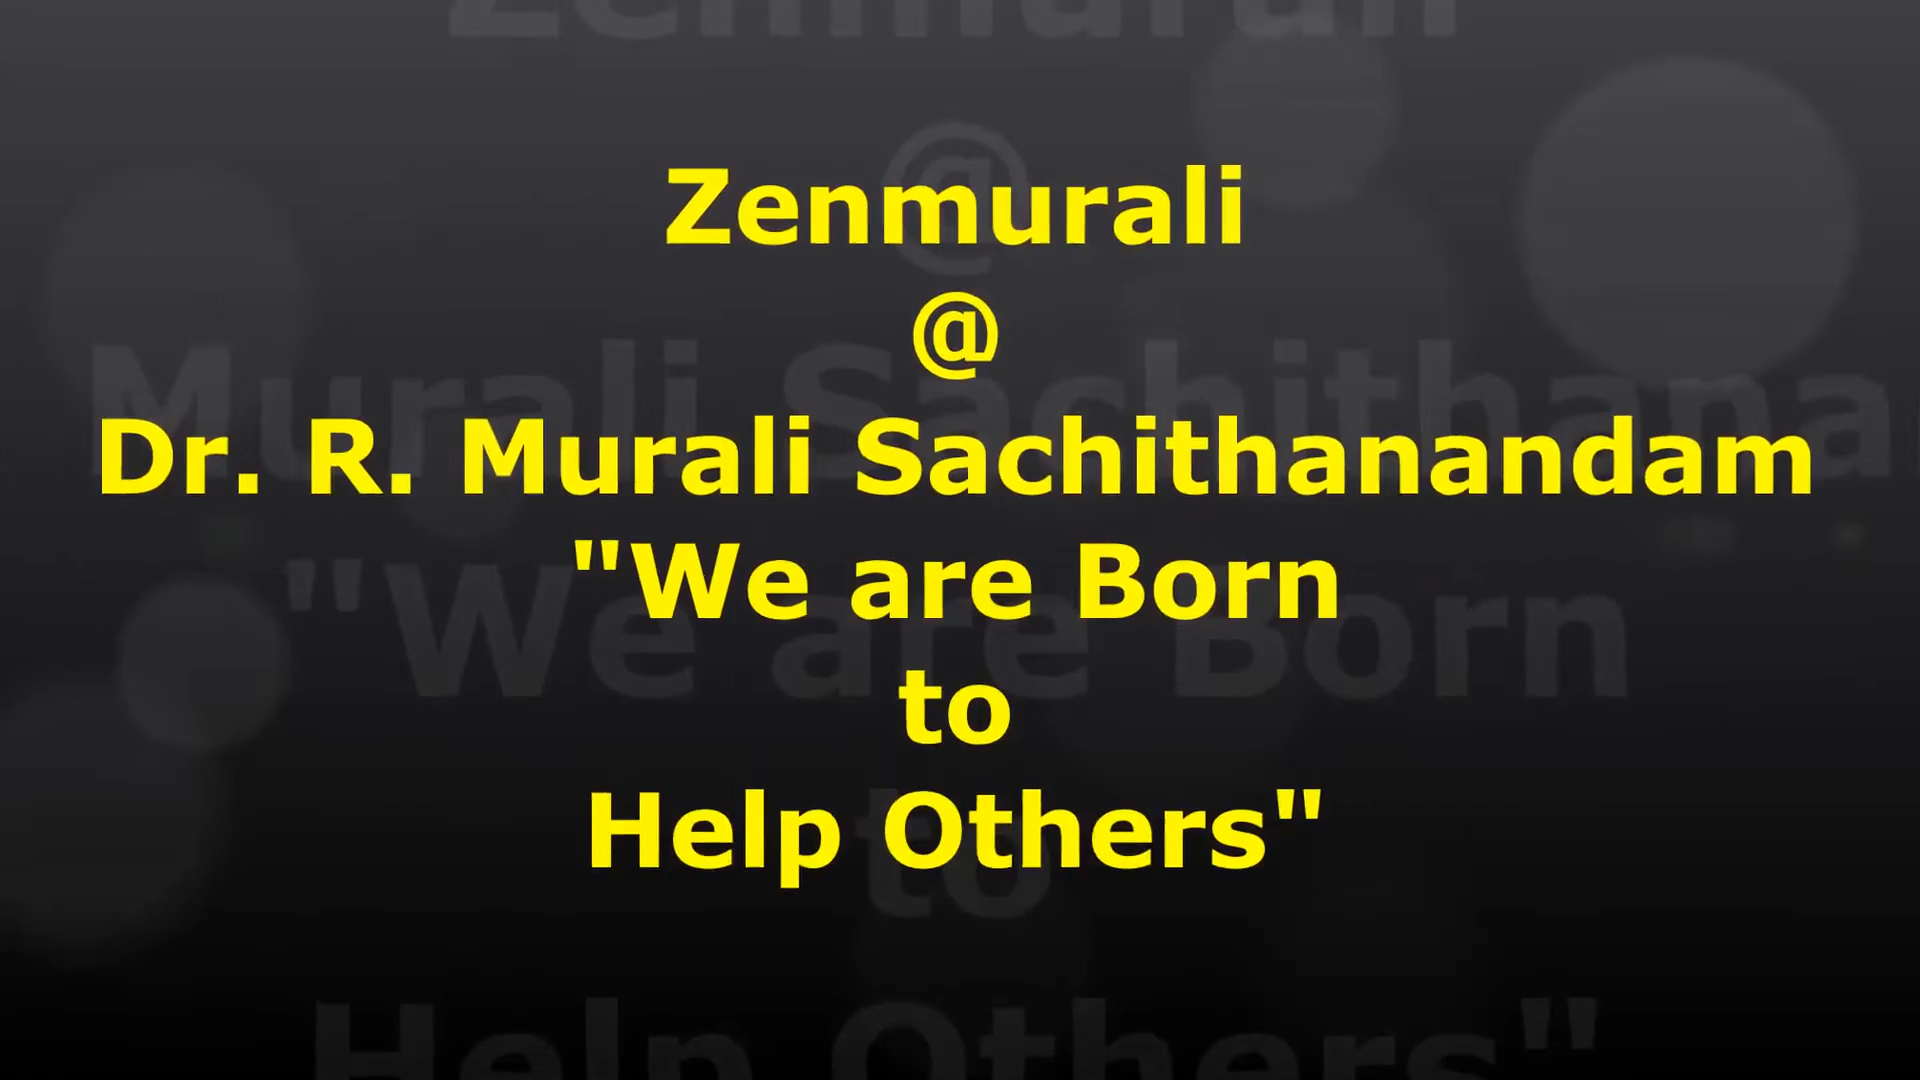 Zenmurali
@
Dr. R. Murali Sachithanandam
"We are Born
to
Help Others"